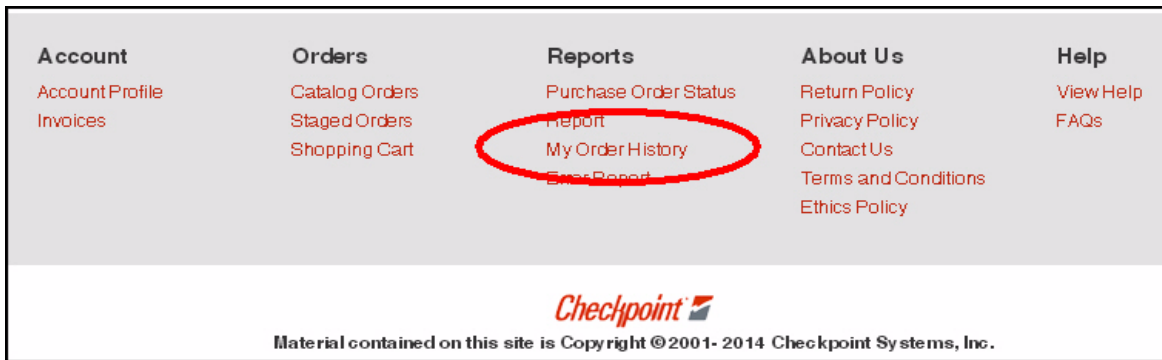 Account
Account Profile
Invoices
Orders
Catalog Orders
Staged Orders
Shopping Cart
Reports
Purchase Order Status
Report
My Order History
Error Report
About Us
Return Policy
Privacy Policy
Contact Us
Terms and Conditions
Ethics Policy
Help
View Help
FAQs
Checkpoint
Material contained on this site is Copyright ©2001- 2014 Checkpoint Systems, Inc.